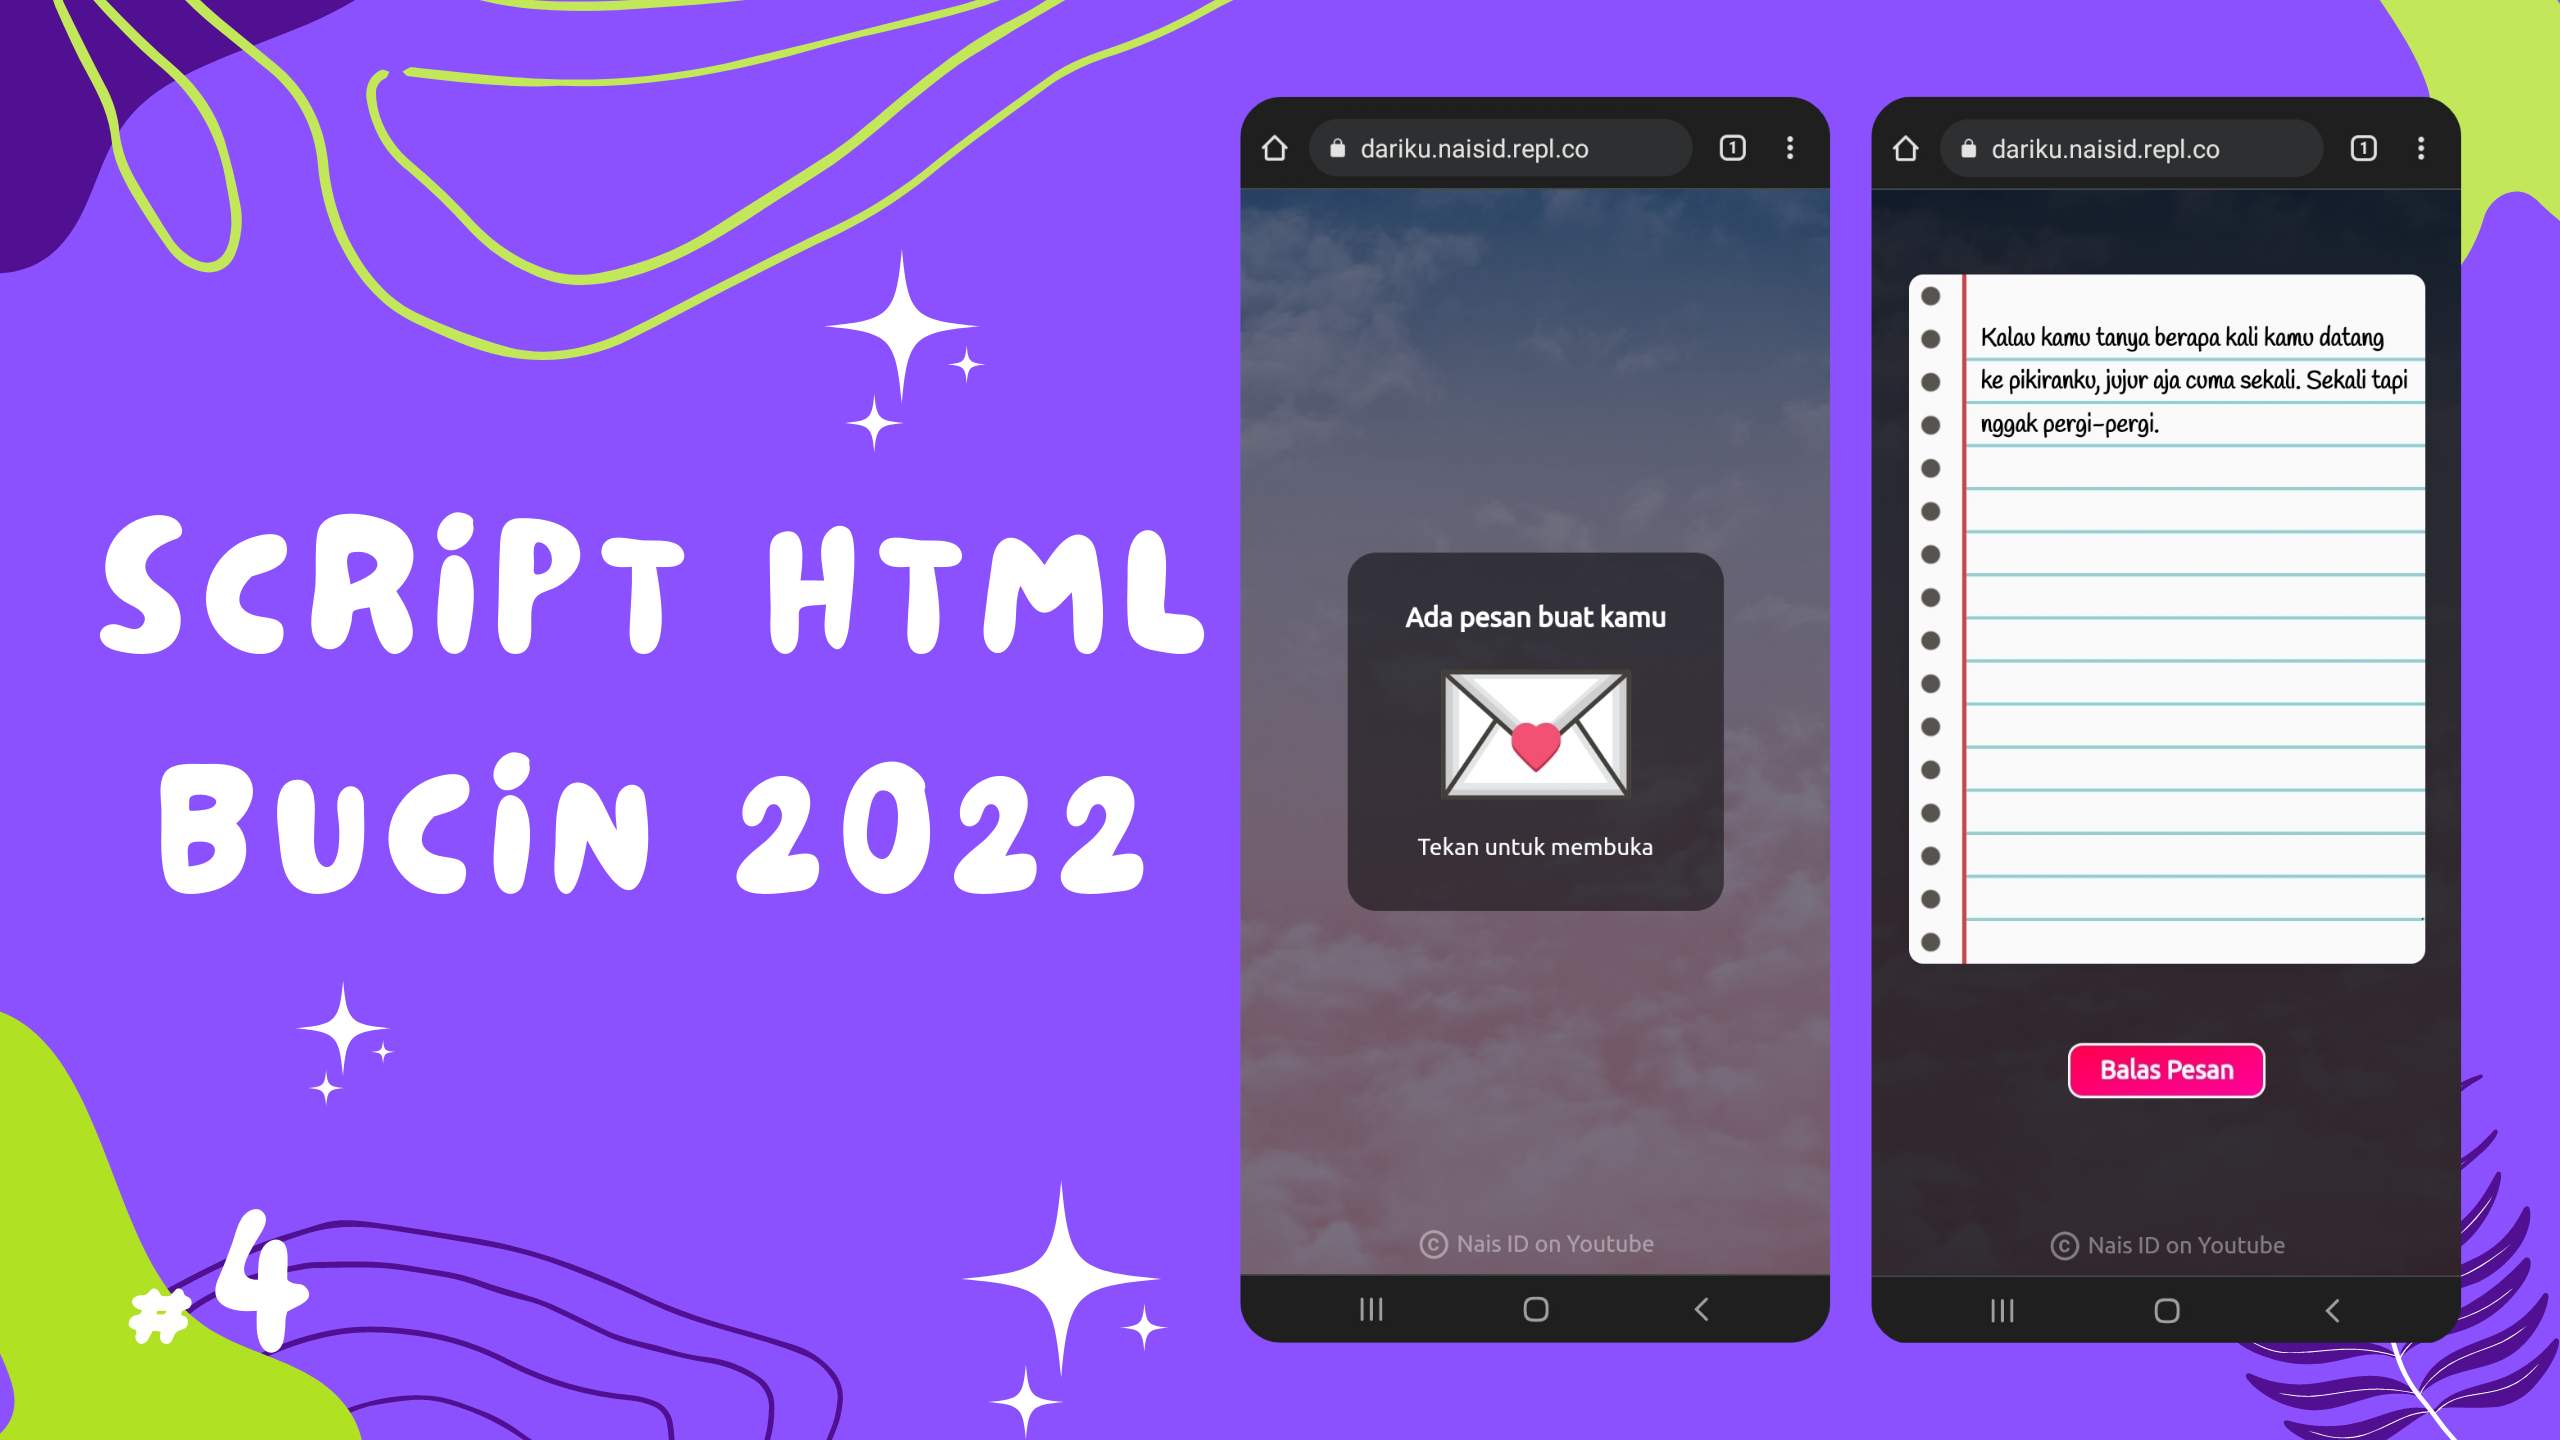 SCRIPT HTML
BUCIN 2022
#4
dariku.naisid.repl.co
1
Ada pesan buat kamu
Tekan untuk membuka
© Nais ID on Youtube
dariku.naisid.repl.co
1
Kalau kamu tanya berapa kali kamu datang
ke pikiranku, jujur aja cuma sekali. Sekali tapi
nggak pergi-pergi.
Balas Pesan
© Nais ID on Youtube